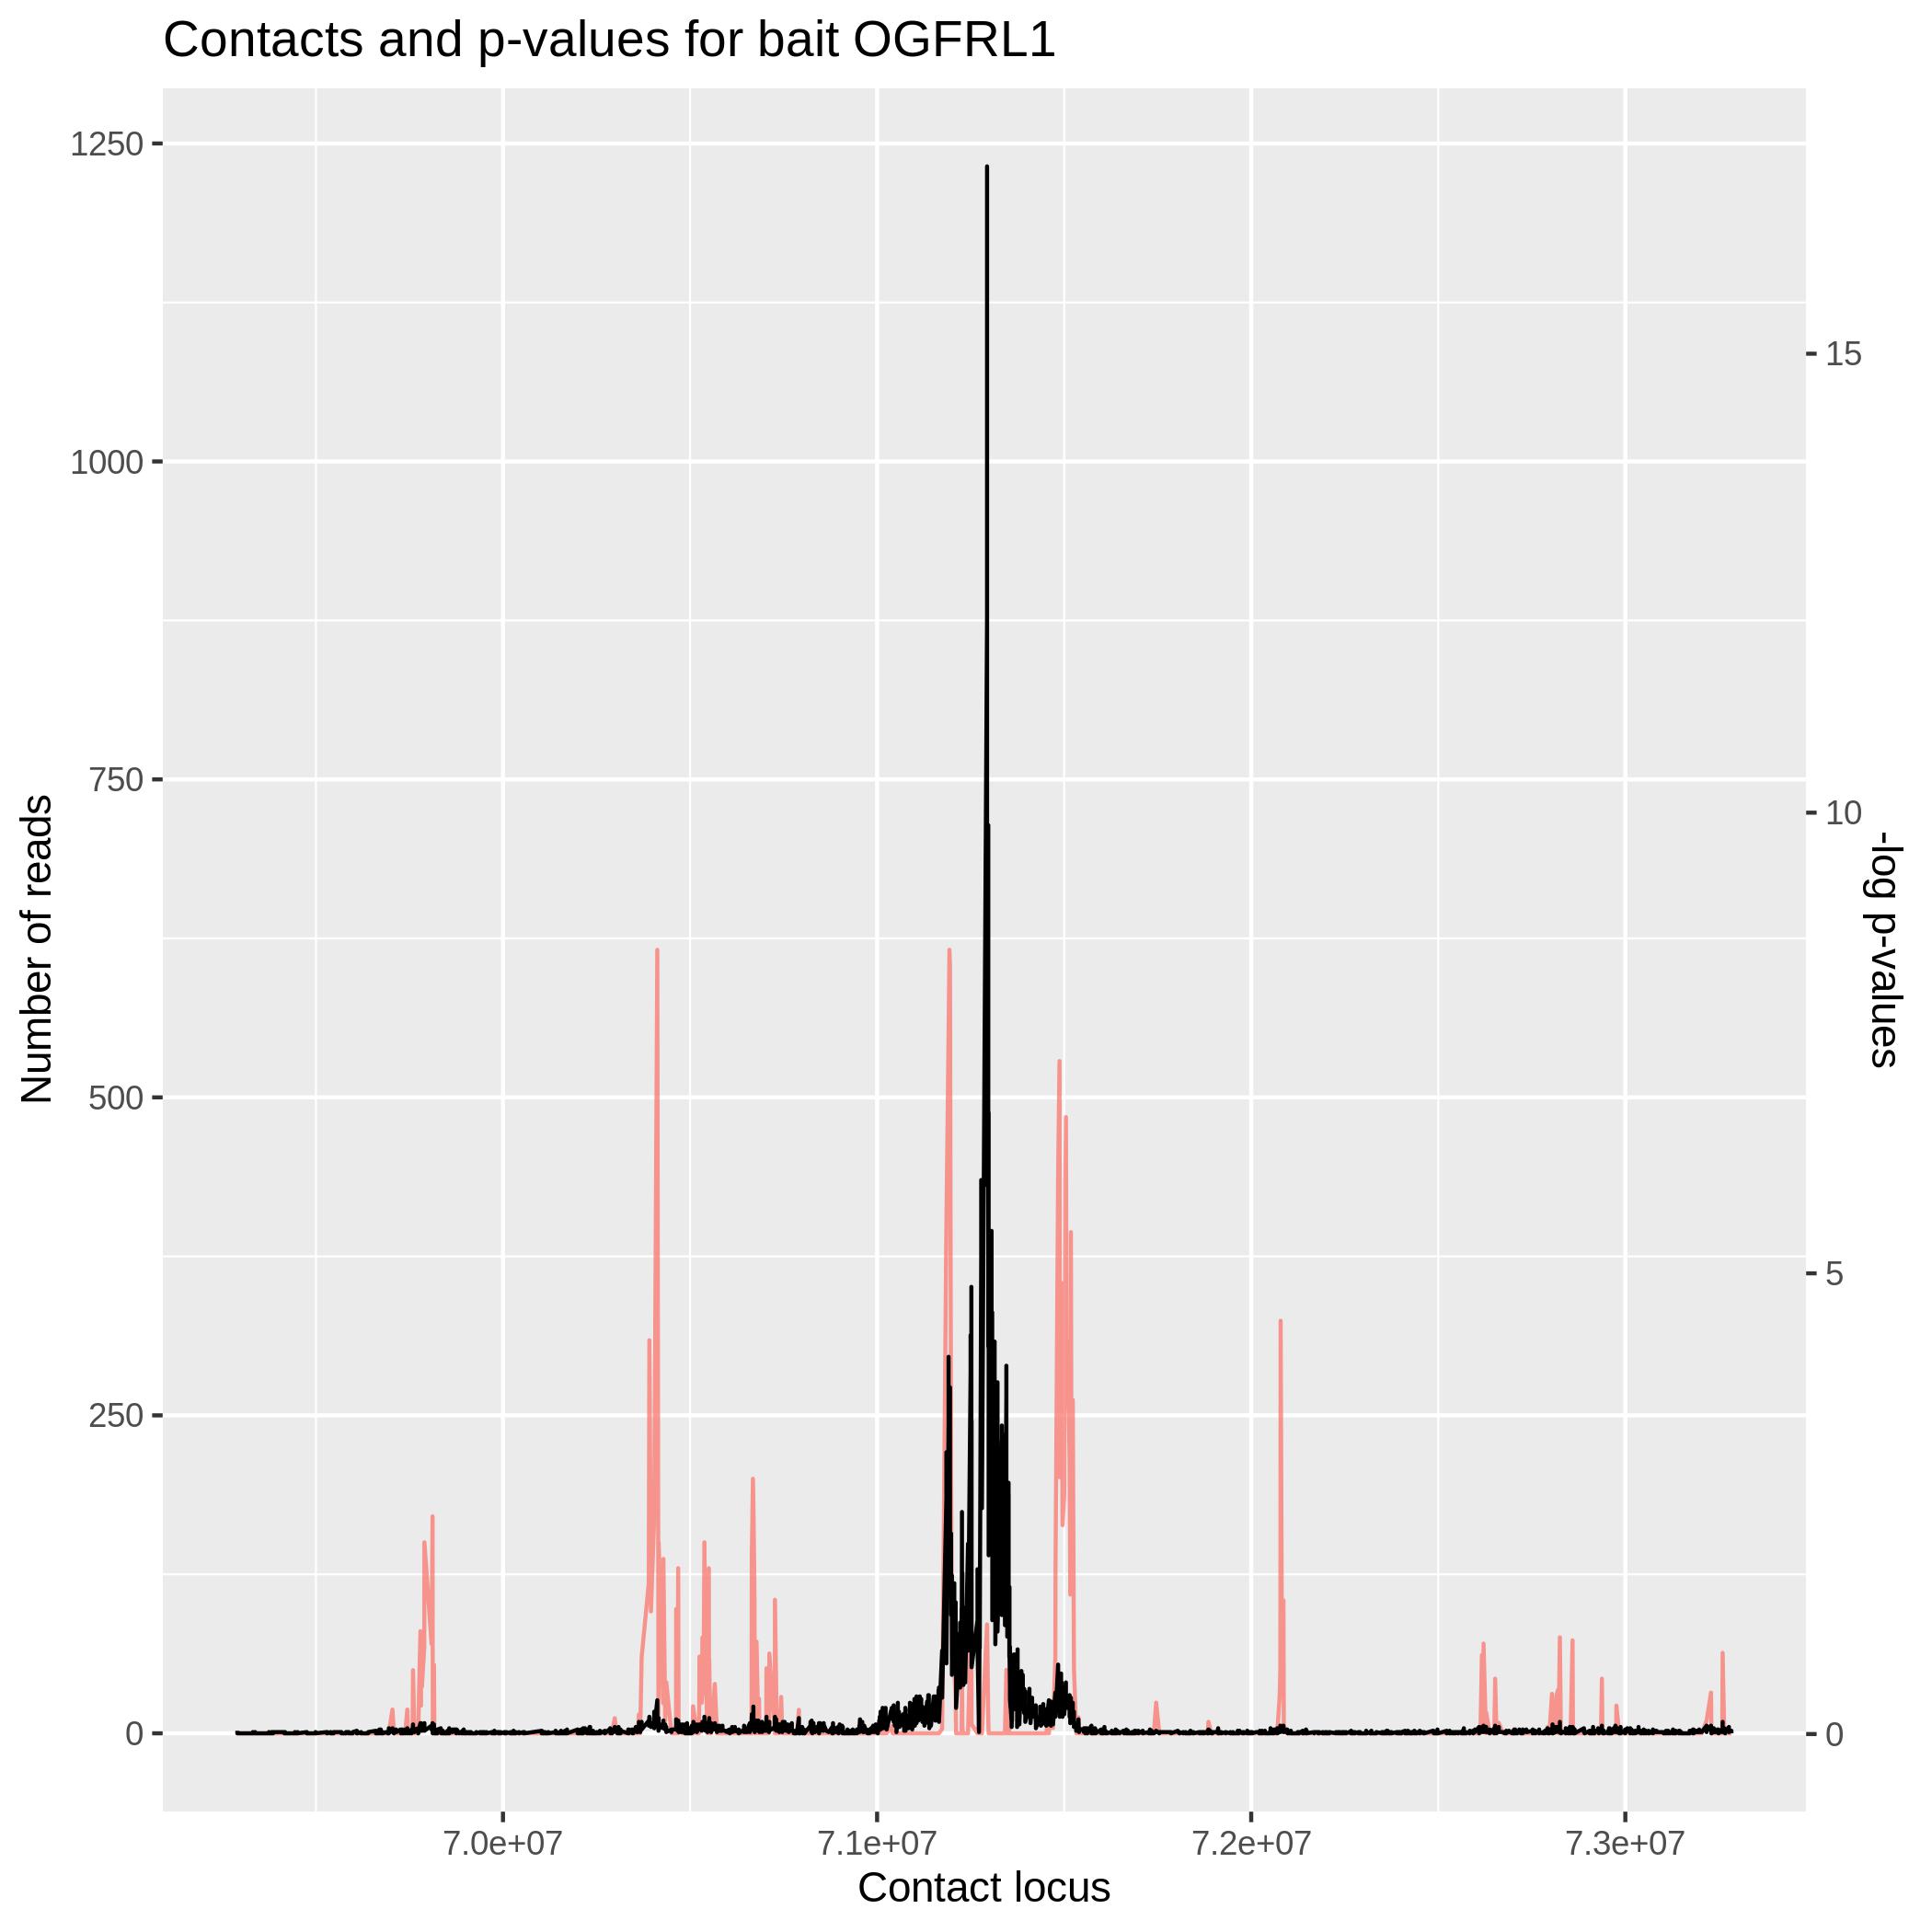 Contacts and p-values for bait OGFRL1
Number of reads
1250
1000
750
500
250
0
15
10
5
0
-log p-values
7.0e+07
7.1e+07
7.2e+07
7.3e+07
Contact locus